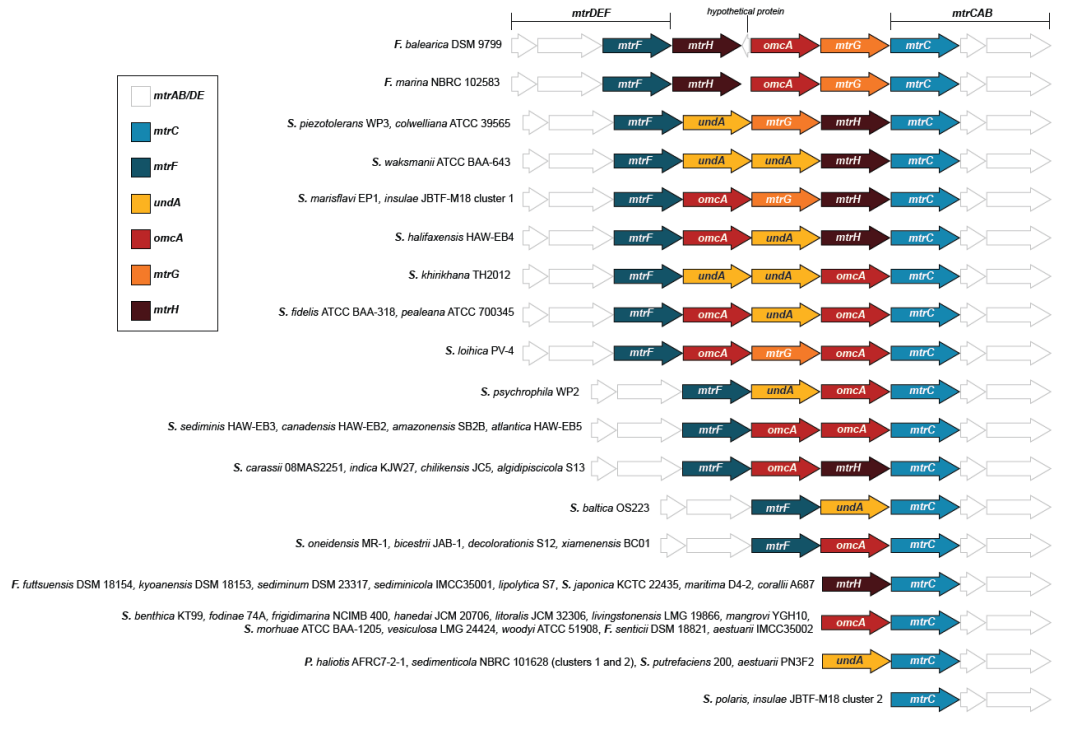 mtrDEF hypothetical protein mtrCAB
F. balearica DSM 9799 mtrF mtrH omcA mtrG mtrC
F. marina NBRC 102583 mtrF mtrH omcA mtrG mtrC
S. piezotolerans WP3, colwelliana ATCC 39565 mtrF undA mtrG mtrH mtrC
S. waksmanii ATCC BAA-643 mtrF undA undA mtrH mtrC
S. marisflavi EP1, insulae JBTF-M18 cluster 1 mtrF omcA mtrG mtrH mtrC
S. halifaxensis HAW-EB4 mtrF omcA undA mtrH mtrC
S. khirikhana TH2012 mtrF undA undA omcA mtrC
S. fidelis ATCC BAA-318, pealeana ATCC 700345 mtrF omcA undA omcA mtrC
S. loihica PV-4 mtrF omcA mtrG omcA mtrC
S. psychrophila WP2 mtrF undA omcA mtrC
S. sediminis HAW-EB3, canadensis HAW-EB2, amazonensis SB2B, atlantica HAW-EB5 mtrF omcA omcA mtrC
S. carassii 08MAS2251, indica KJW27, chilikensis JC5, algidipiscicola S13 mtrF omcA mtrH mtrC
S. baltica OS223 mtrF undA mtrC
S. oneidensis MR-1, bicestrii JAB-1, decolorationis S12, xiamenensis BC01 mtrF omcA mtrC
F. futtsuensis DSM 18154, kyoanensis DSM 18153, sediminum DSM 23317, sediminicola IMCC35001, lipolytica S7, S. japonica KCTC 22435, maritima D4-2, corallii A687 mtrH mtrC
S. benthica KT99, fodinae 74A, frigidimarina NCIMB 400, hanedai JCM 20706, litoralis JCM 32306, livingstonensis LMG 19866, mangrovi YGH10,
S. morhuae ATCC BAA-1205, vesiculosa LMG 24424, woodyi ATCC 51908, F. senticii DSM 18821, aestuarii IMCC35002 omcA mtrC
P. haliotis AFRC7-2-1, sedimenticola NBRC 101628 (clusters 1 and 2), S. putrefaciens 200, aestuarii PN3F2 undA mtrC
S. polaris, insulae JBTF-M18 cluster 2 mtrC
mtrAB/DE
mtrC
mtrF
undA
omcA
mtrG
mtrH